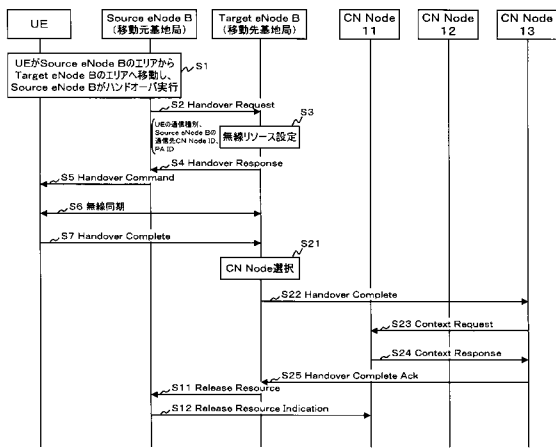 UE
Source eNode B
(移動元基地局)
Target eNode B
(移動先基地局)
CN Node
11
CN Node
12
CN Node
13
S1
UEがSource eNode Bのエリアから
Target eNode Bのエリアへ移動し、
Source eNode Bがハンドオーバ実行
S2 Handover Request
S3
UEの通信種別、
Source eNode Bの
通信先CN Node ID、
PA ID
無線リソース設定
S4 Handover Response
S5 Handover Command
S6 無線同期
S7 Handover Complete
S21
CN Node選択
S22 Handover Complete
S23 Context Request
S24 Context Response
S25 Handover Complete Ack
S11 Release Resource
S12 Release Resource Indication